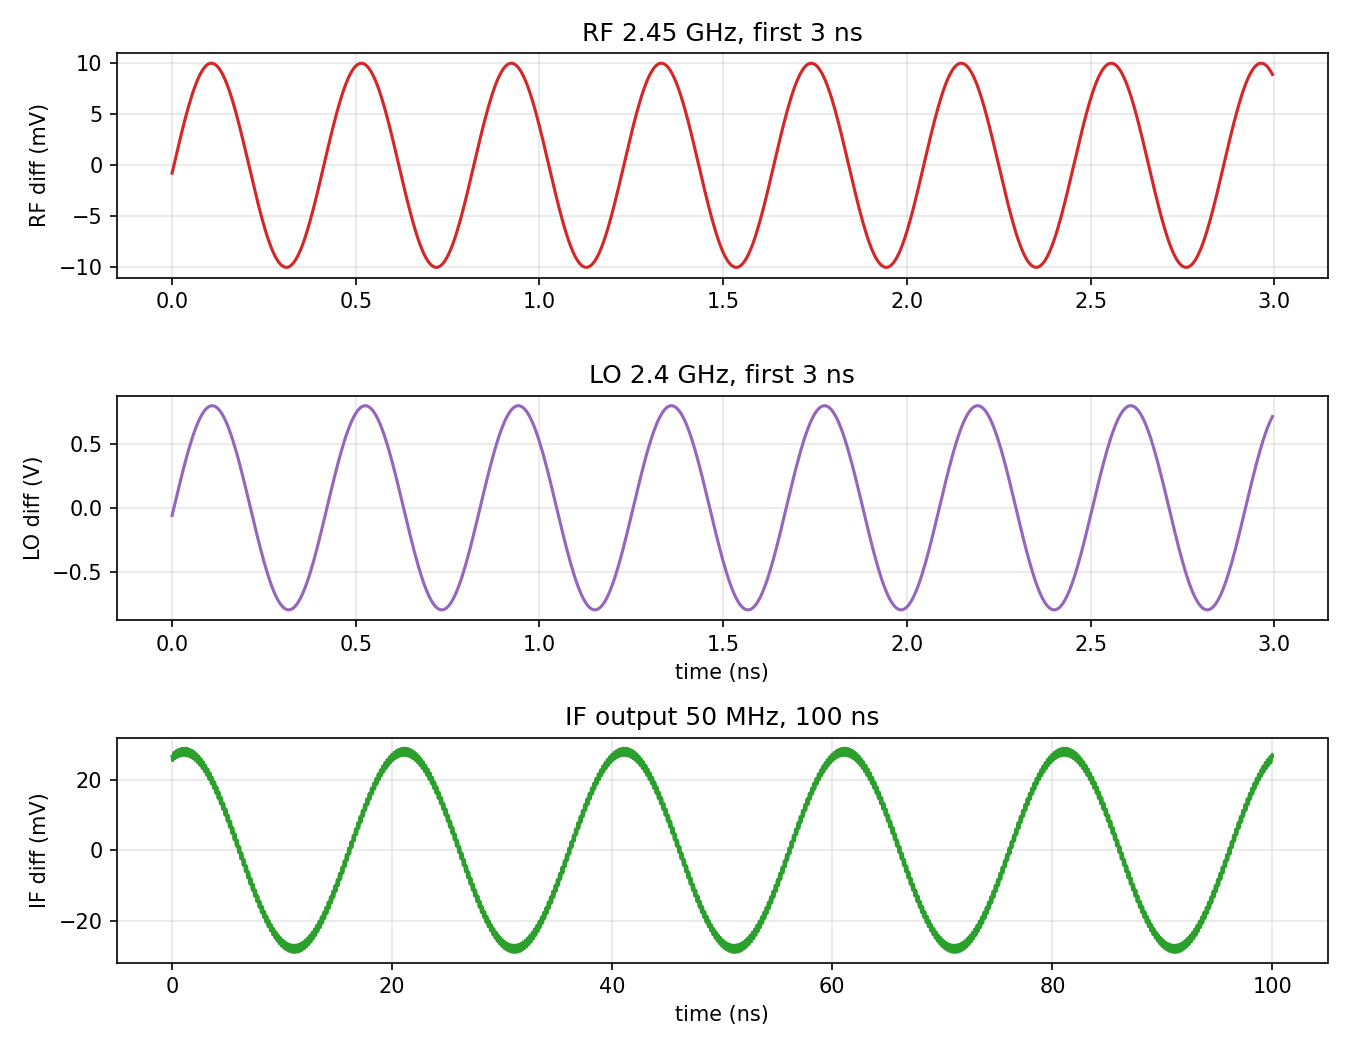 RF 2.45 GHz, first 3 ns
RF diff (mV)
10
5
0
−5
−10
0.0 0.5 1.0 1.5 2.0 2.5 3.0
LO 2.4 GHz, first 3 ns
LO diff (V)
0.5
0.0
−0.5
0.0 0.5 1.0 1.5 2.0 2.5 3.0
time (ns)
IF output 50 MHz, 100 ns
IF diff (mV)
20
0
−20
0 20 40 60 80 100
time (ns)